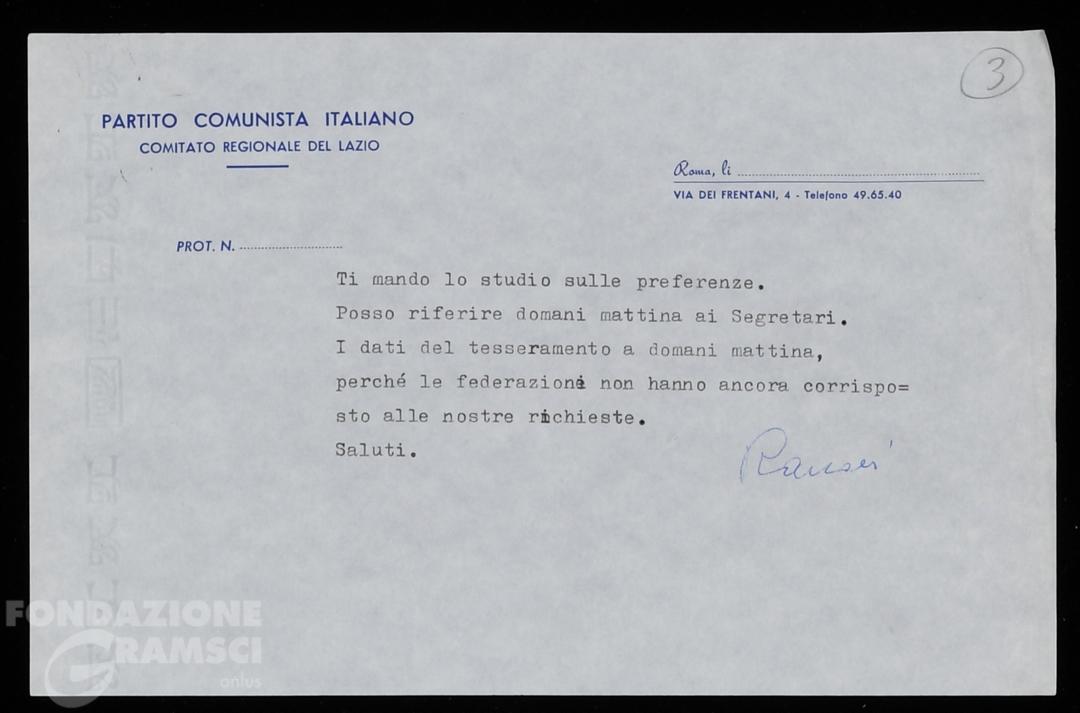 3
PARTITO COMUNISTA ITALIANO
COMITATO REGIONALE DEL LAZIO
Roma, li
VIA DEI FRENTANI, 4 - Telefono 49.65.40
PROT. N.
Ti mando lo studio sulle preferenze.
Posso riferire domani mattina ai Segretari.
I dati del tesseramento a domani mattina,
perché le federazioni non hanno ancora corrispo=
sto alle nostre richieste.
Saluti.
FONDAZIONE
GRAMSCI
onlus